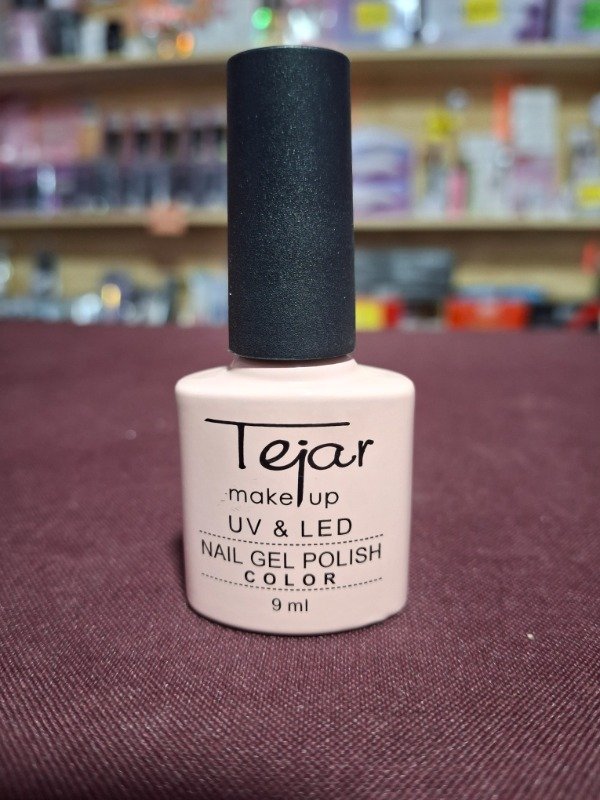 Tejar
make up
UV & LED
NAIL GEL POLISH
COLOR
9 ml